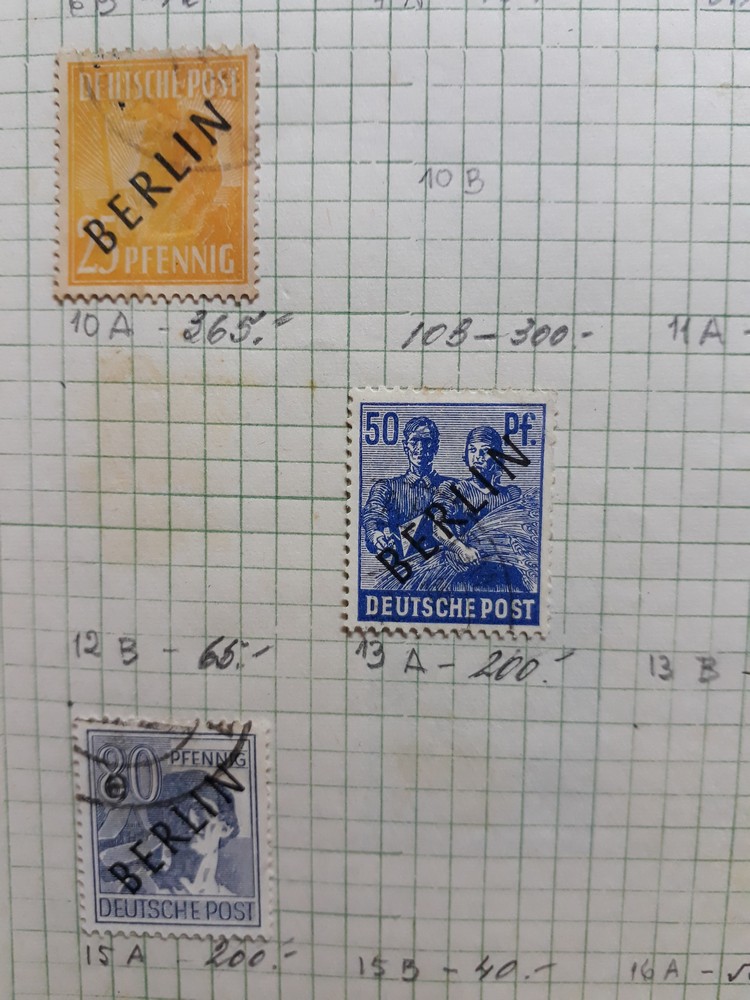 DEUTSCHE POST
BERLIN
25 PFENNIG
10 B
10 A - 365.-
10B - 300.-
11 A -
50 Pf.
BERLIN
DEUTSCHE POST
12 B - 65.-
13 A - 200.-
13 B -
80 PFENNIG
BERLIN
DEUTSCHE POST
15 A - 200.-
15 B - 40.-
16 A -